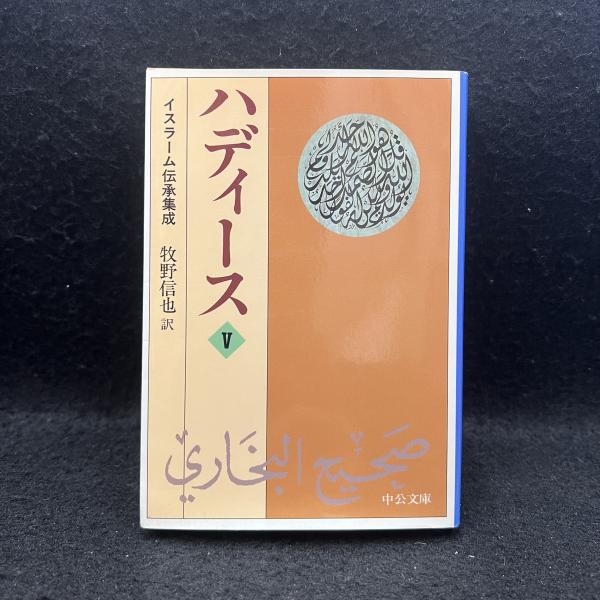 ハディース
V
イスラーム伝承集成
牧野信也 訳
صحيح البخاري
中公文庫